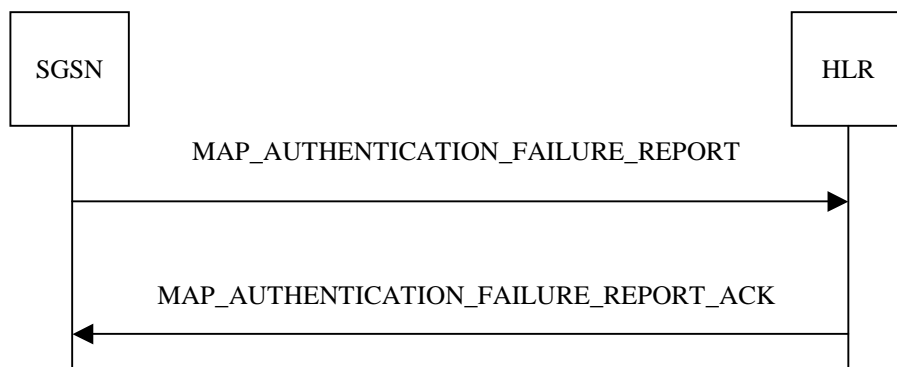 SGSN
HLR
MAP_AUTHENTICATION_FAILURE_REPORT
MAP_AUTHENTICATION_FAILURE_REPORT_ACK